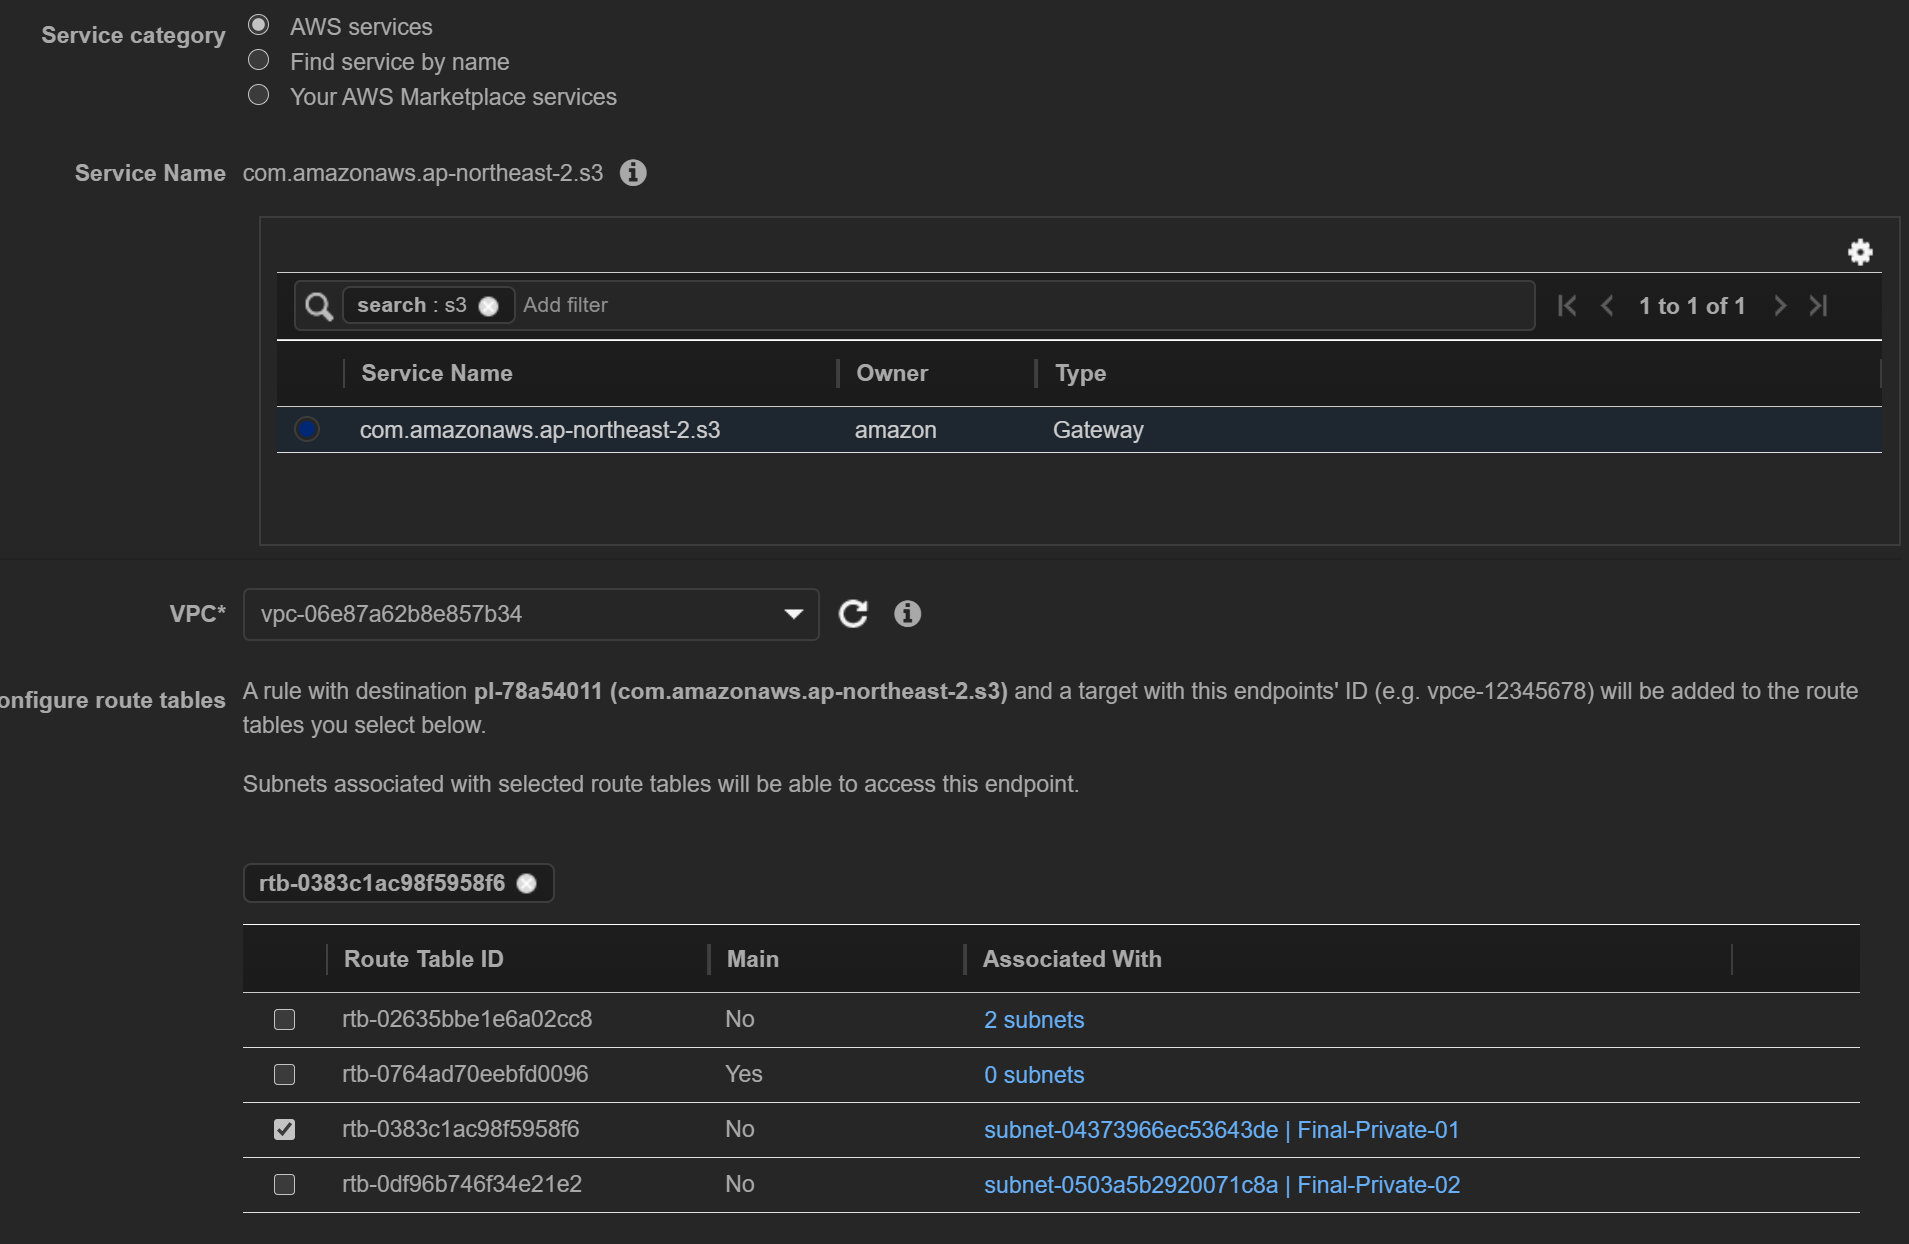 Service category
AWS services
Find service by name
Your AWS Marketplace services
Service Name com.amazonaws.ap-northeast-2.s3
search : s3 Add filter 1 to 1 of 1
Service Name Owner Type
com.amazonaws.ap-northeast-2.s3 amazon Gateway
VPC* vpc-06e87a62b8e857b34
onfigure route tables A rule with destination pl-78a54011 (com.amazonaws.ap-northeast-2.s3) and a target with this endpoints' ID (e.g. vpce-12345678) will be added to the route
tables you select below.
Subnets associated with selected route tables will be able to access this endpoint.
rtb-0383c1ac98f5958f6
Route Table ID Main Associated With
rtb-02635bbe1e6a02cc8 No 2 subnets
rtb-0764ad70eebfd0096 Yes 0 subnets
rtb-0383c1ac98f5958f6 No subnet-04373966ec53643de | Final-Private-01
rtb-0df96b746f34e21e2 No subnet-0503a5b2920071c8a | Final-Private-02